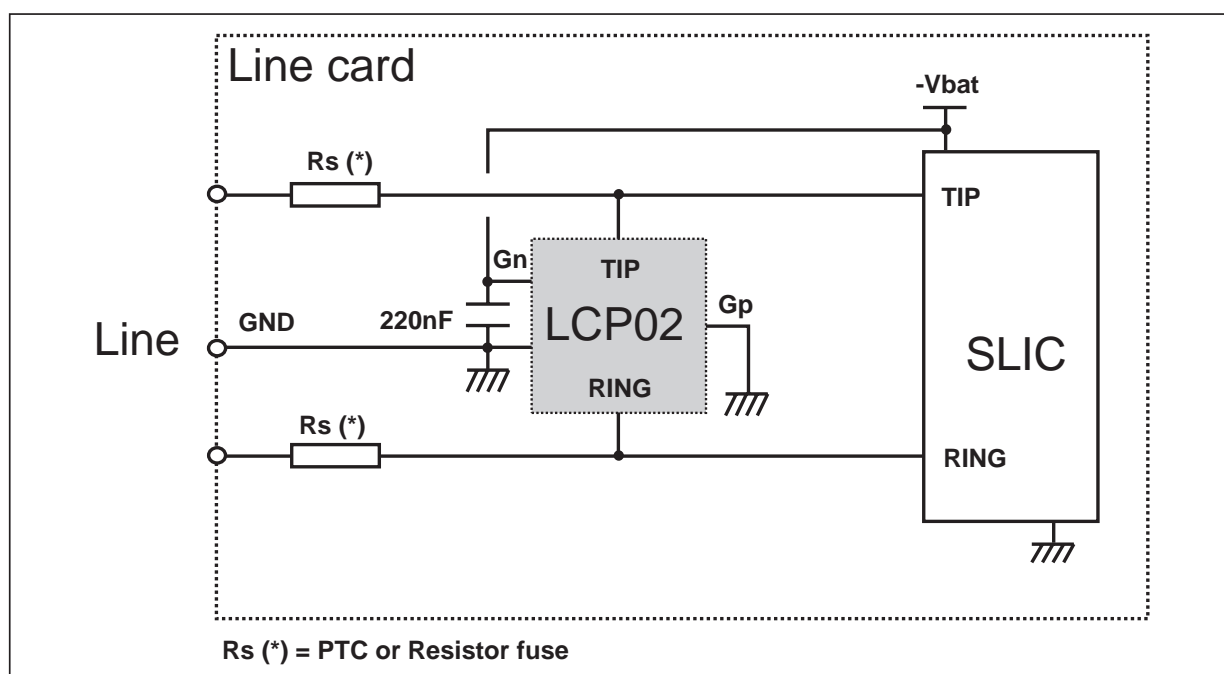 Line card
-Vbat
Rs (*)
TIP
Gn
TIP
Gp
Line
GND
220nF
LCP02
SLIC
RING
Rs (*)
RING
Rs (*) = PTC or Resistor fuse